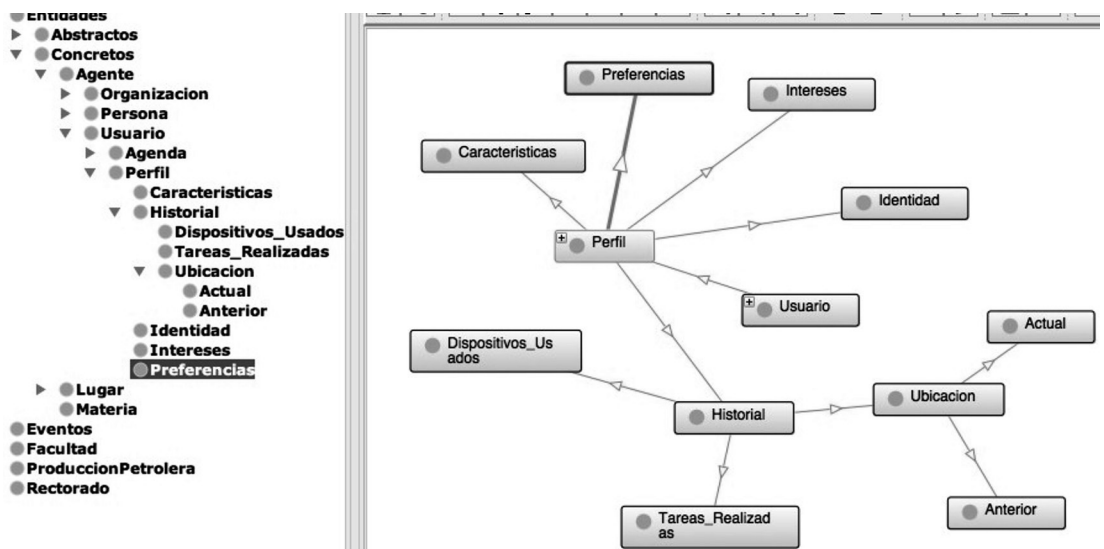 Entidades
Abstractos
Concretos
Agente
Organizacion
Persona
Usuario
Agenda
Perfil
Caracteristicas
Historial
Dispositivos_Usados
Tareas_Realizadas
Ubicacion
Actual
Anterior
Identidad
Intereses
Preferencias
Lugar
Materia
Eventos
Facultad
ProduccionPetrolera
Rectorado
Preferencias
Intereses
Caracteristicas
Identidad
Perfil
Usuario
Actual
Dispositivos_Us
ados
Ubicacion
Historial
Anterior
Tareas_Realizad
as